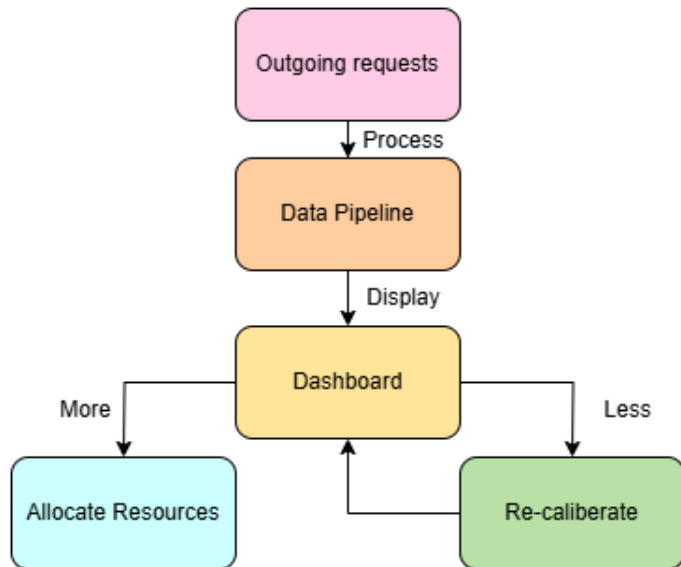 Outgoing requests
Process
Data Pipeline
Display
Dashboard
More
Less
Allocate Resources
Re-caliberate